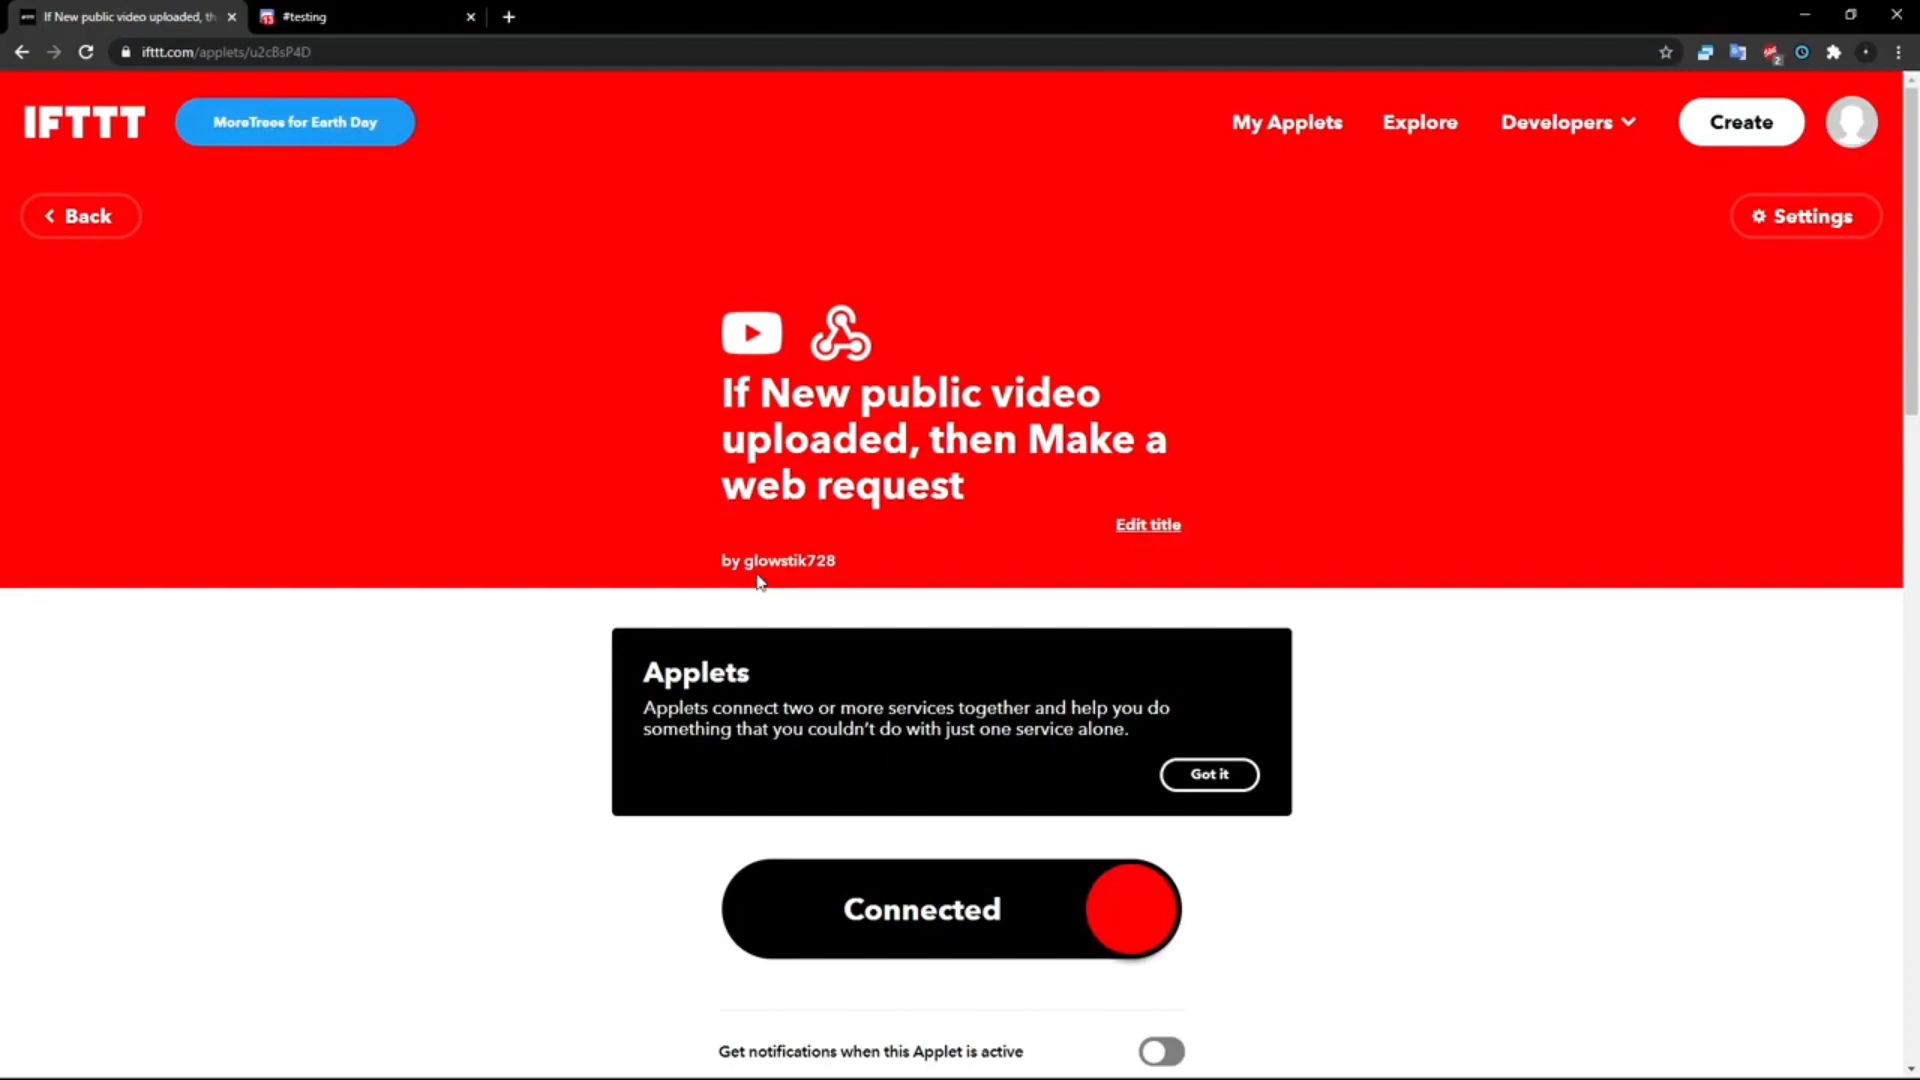 If New public video uploaded, th
#testing
ifttt.com/applets/u2cBsP4D
2
IFTTT
MoreTrees for Earth Day
My Applets
Explore
Developers
Create
Back
Settings
If New public video
uploaded, then Make a
web request
Edit title
by glowstik728
Applets
Applets connect two or more services together and help you do
something that you couldn't do with just one service alone.
Got it
Connected
Get notifications when this Applet is active